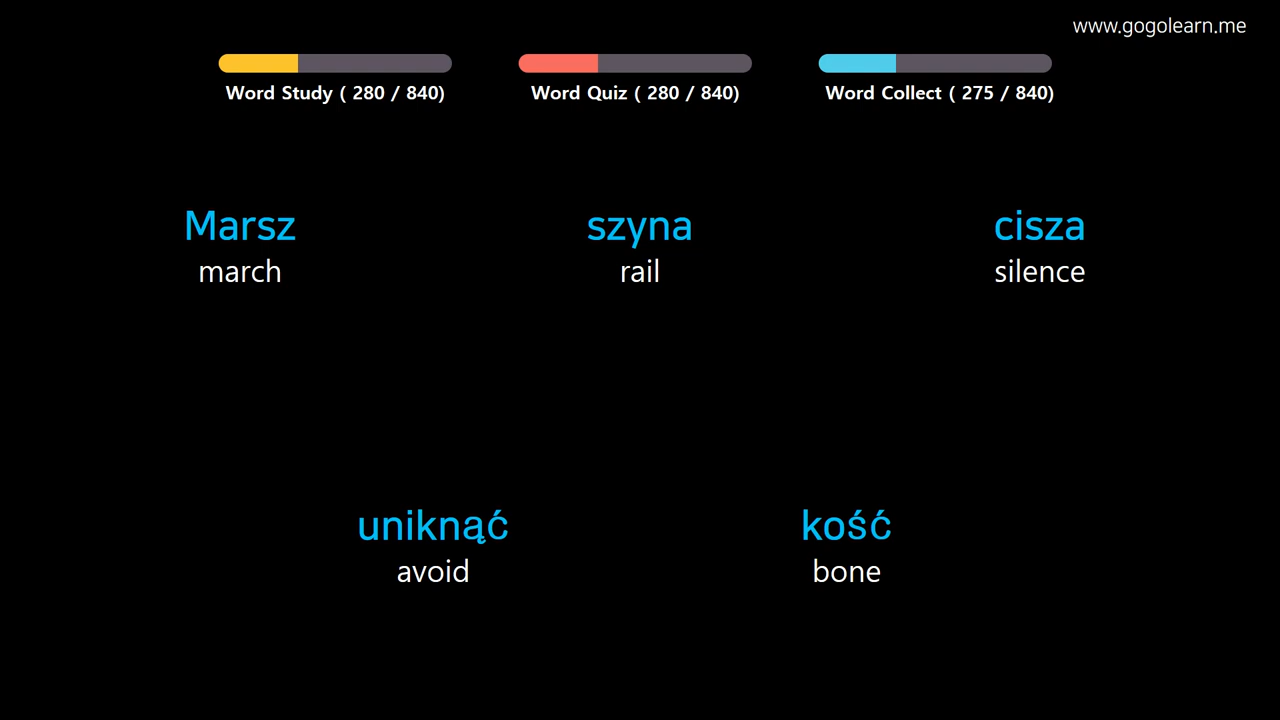 www.gogolearn.me
Word Study ( 280 / 840)
Word Quiz ( 280 / 840)
Word Collect ( 275 / 840)
Marsz
march
szyna
rail
cisza
silence
uniknąć
avoid
kość
bone